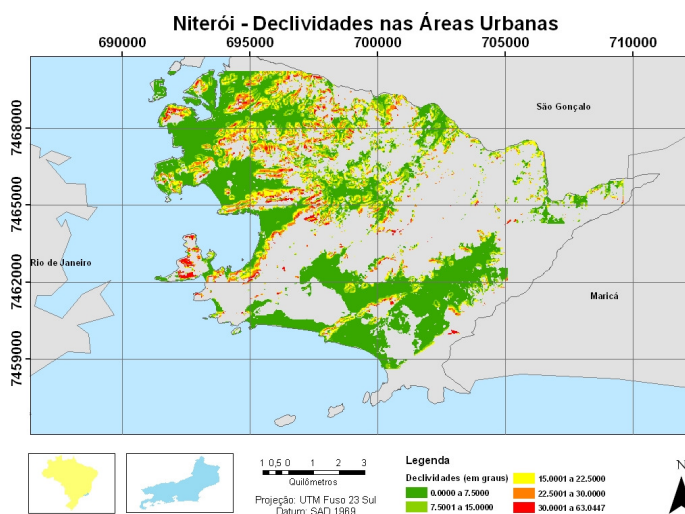 Niterói - Declividades nas Áreas Urbanas
690000 695000 700000 705000 710000
São Gonçalo
7468000
7465000
Rio de Janeiro
7462000
Maricá
7459000
Legenda
Declividades (em graus)
0.0000 a 7.5000
7.5001 a 15.0000
15.0001 a 22.5000
22.5001 a 30.0000
30.0001 a 63.0447
1 0,5 0 1 2 3
Quilômetros
Projeção: UTM Fuso 23 Sul
Datum: SAD 1969
N